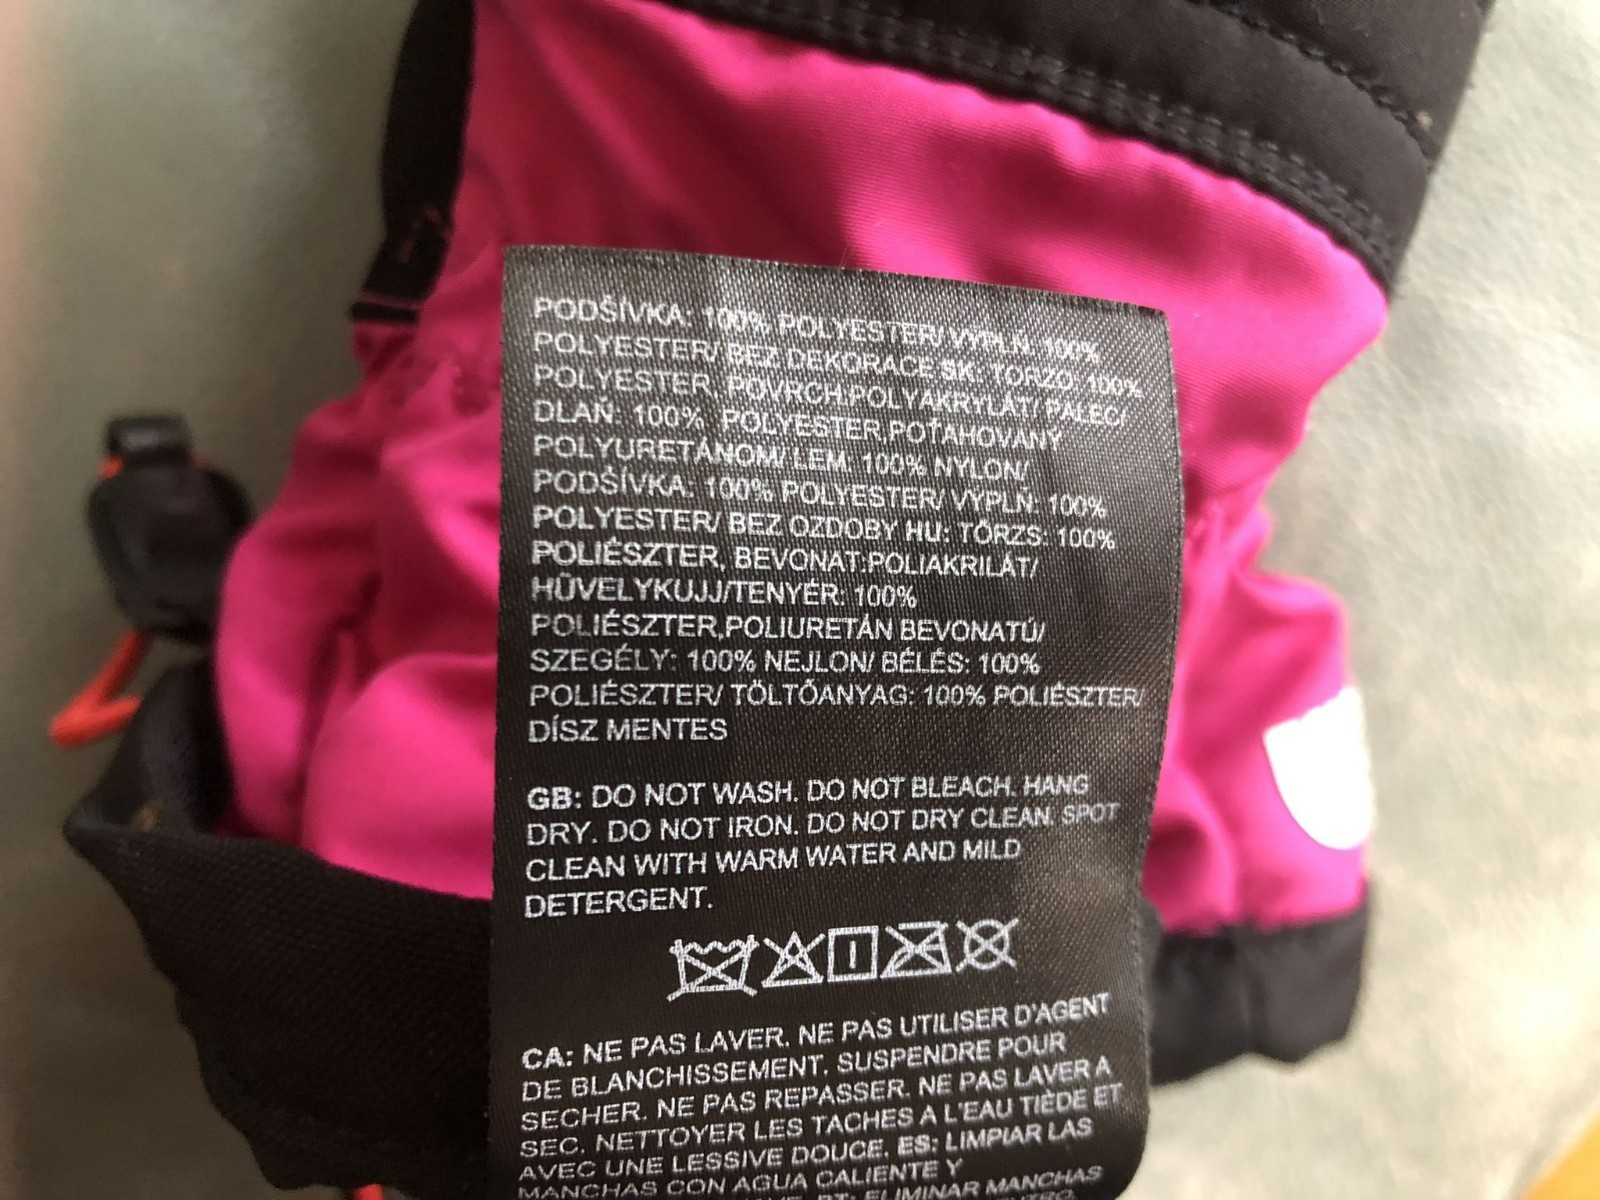 PODŠÍVKA: 100% POLYESTER/ VÝPLŇ: 100%
POLYESTER/ BEZ DEKORACE SK: TORZO: 100%
POLYESTER, POVRCH:POLYAKRYLÁT/ PALEC/
DLAŇ: 100% POLYESTER,POŤAHOVANÝ
POLYURETÁNOM/ LEM: 100% NYLON/
PODŠÍVKA: 100% POLYESTER/ VÝPLŇ: 100%
POLYESTER/ BEZ OZDOBY HU: TÖRZS: 100%
POLIÉSZTER, BEVONAT:POLIAKRILÁT/
HÜVELYKUJJ/TENYÉR: 100%
POLIÉSZTER,POLIURETÁN BEVONATÚ/
SZEGÉLY: 100% NEJLON/ BÉLÉS: 100%
POLIÉSZTER/ TÖLTŐANYAG: 100% POLIÉSZTER/
DÍSZ MENTES
GB: DO NOT WASH. DO NOT BLEACH. HANG
DRY. DO NOT IRON. DO NOT DRY CLEAN. SPOT
CLEAN WITH WARM WATER AND MILD
DETERGENT.
CA: NE PAS LAVER. NE PAS UTILISER D'AGENT
DE BLANCHISSEMENT. SUSPENDRE POUR
SECHER. NE PAS REPASSER. NE PAS LAVER A
SEC. NETTOYER LES TACHES A L'EAU TIÈDE ET
AVEC UNE LESSIVE DOUCE. ES: LIMPIAR LAS
MANCHAS CON AGUA CALIENTE Y
PT: ELIMINAR MANCHAS